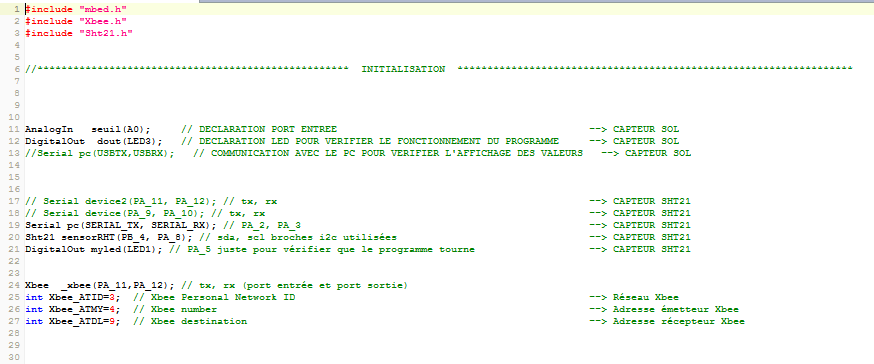 1 #include "mbed.h"
2 #include "Xbee.h"
3 #include "Sht21.h"
4
5
6 //**************************************************** INITIALISATION ******************************************************************
7
8
9
10
11 AnalogIn seuil(A0); // DECLARATION PORT ENTREE --> CAPTEUR SOL
12 DigitalOut dout(LED3); // DECLARATION LED POUR VERIFIER LE FONCTIONNEMENT DU PROGRAMME --> CAPTEUR SOL
13 //Serial pc(USBTX,USBRX); // COMMUNICATION AVEC LE PC POUR VERIFIER L'AFFICHAGE DES VALEURS --> CAPTEUR SOL
14
15
16
17 // Serial device2(PA_11, PA_12); // tx, rx --> CAPTEUR SHT21
18 // Serial device(PA_9, PA_10); // tx, rx --> CAPTEUR SHT21
19 Serial pc(SERIAL_TX, SERIAL_RX); // PA_2, PA_3 --> CAPTEUR SHT21
20 Sht21 sensorRHT(PB_4, PA_8); // sda, scl broches i2c utilisées --> CAPTEUR SHT21
21 DigitalOut myled(LED1); // PA_5 juste pour vérifier que le programme tourne --> CAPTEUR SHT21
22
23
24 Xbee _xbee(PA_11,PA_12); // tx, rx (port entrée et port sortie)
25 int Xbee_ATID=3; // Xbee Personal Network ID --> Réseau Xbee
26 int Xbee_ATMY=4; // Xbee number --> Adresse émetteur Xbee
27 int Xbee_ATDL=9; // Xbee destination --> Adresse récepteur Xbee
28
29
30